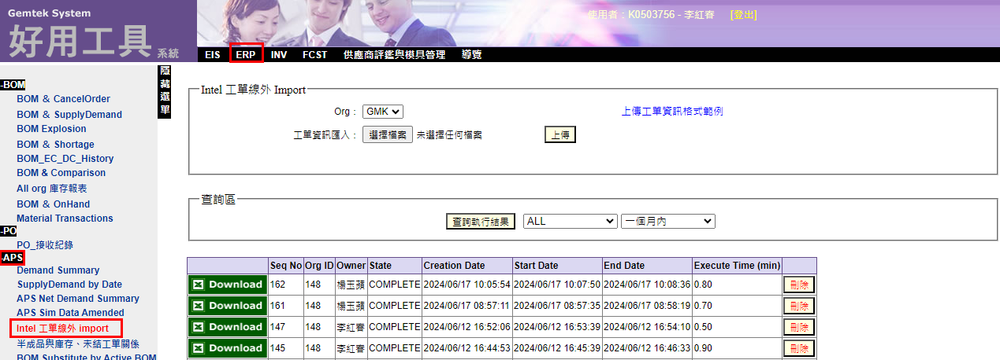 Gemtek System
好用工具 系統
使用者：K0503756 - 李紅春 [登出]
EIS ERP INV FCST 供應商評鑑與模具管理 導覽
隱藏選單
-BOM
BOM & CancelOrder
BOM & SupplyDemand
BOM Explosion
BOM & Shortage
BOM_EC_DC_History
BOM & Comparison
All org 庫存報表
BOM & OnHand
Material Transactions
-PO
PO_接收紀錄
-APS
Demand Summary
SupplyDemand by Date
APS Net Demand Summary
APS Sim Data Amended
Intel 工單線外 import
半成品與庫存、未結工單關係
BOM Substitute by Active BOM
Intel 工單線外 Import
Org： GMK 上傳工單資訊格式範例
工單資訊匯入： 選擇檔案 未選擇任何檔案 上傳
查詢區
查詢執行結果 ALL 一個月內
Seq No Org ID Owner State Creation Date Start Date End Date Execute Time (min)
Download 162 148 楊玉蘋 COMPLETE 2024/06/17 10:05:54 2024/06/17 10:07:50 2024/06/17 10:08:36 0.80 刪除
Download 161 148 楊玉蘋 COMPLETE 2024/06/17 08:57:11 2024/06/17 08:57:35 2024/06/17 08:58:19 0.70 刪除
Download 147 148 李紅春 COMPLETE 2024/06/12 16:52:06 2024/06/12 16:53:39 2024/06/12 16:54:10 0.50 刪除
Download 145 148 李紅春 COMPLETE 2024/06/12 16:44:53 2024/06/12 16:45:39 2024/06/12 16:46:33 0.90 刪除